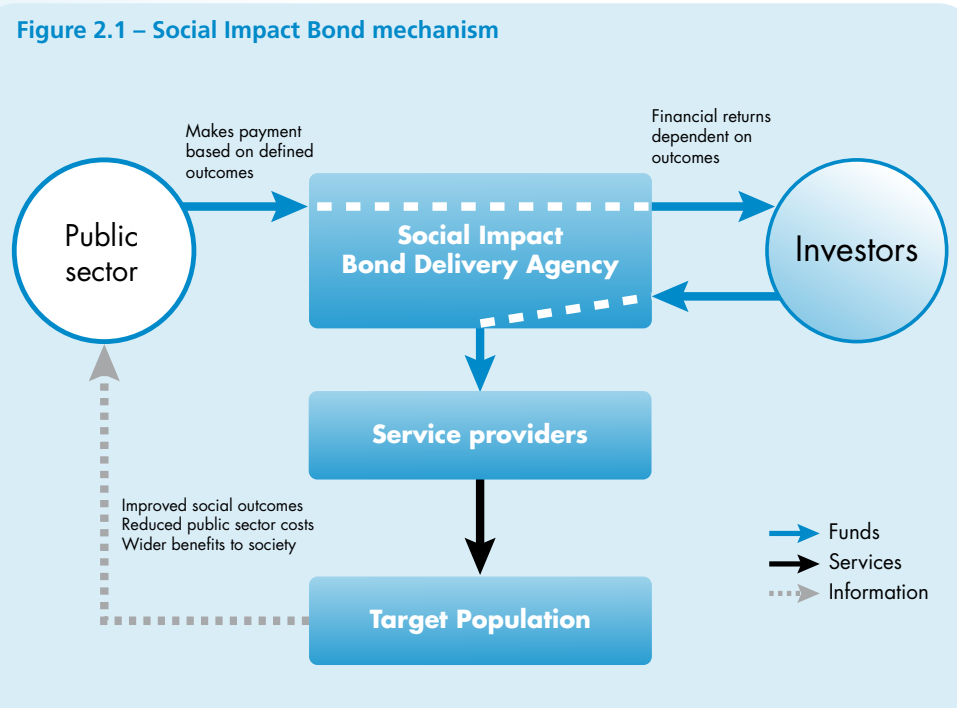 Figure 2.1 – Social Impact Bond mechanism
Makes payment
based on defined
outcomes
Financial returns
dependent on
outcomes
Public
sector
Social Impact
Bond Delivery Agency
Investors
Service providers
Improved social outcomes
Reduced public sector costs
Wider benefits to society
Funds
Services
Information
Target Population